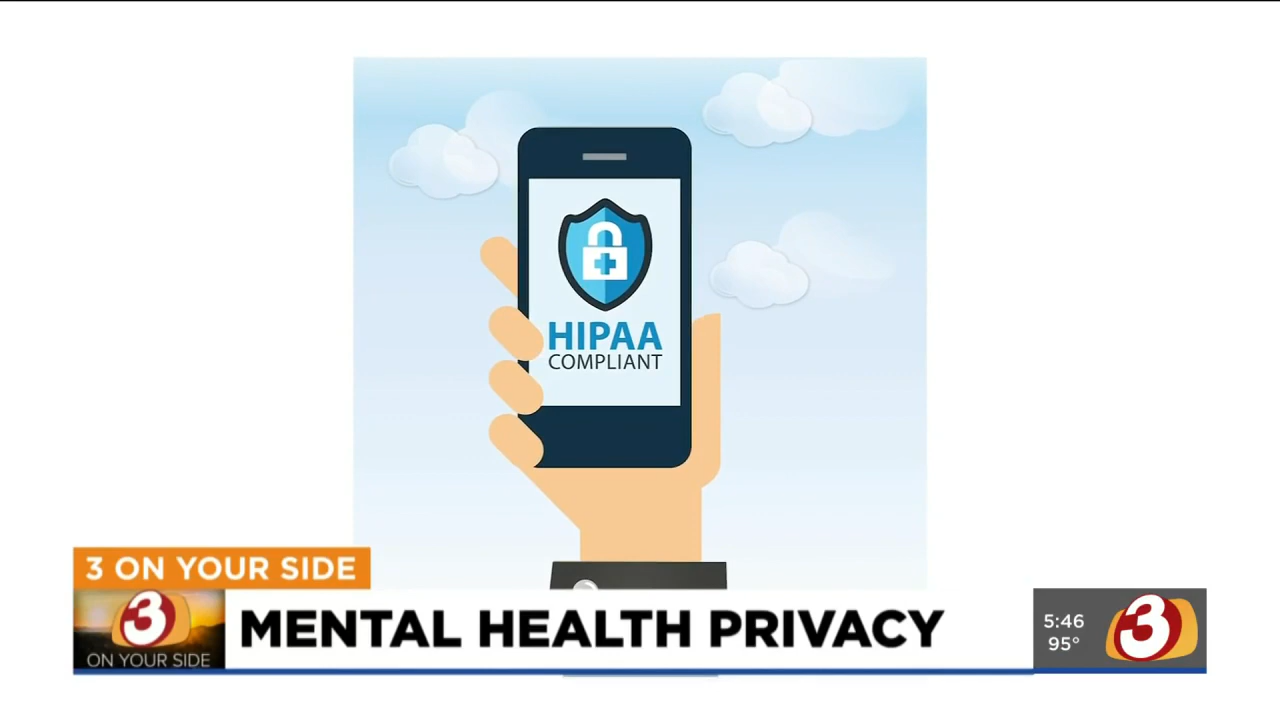 HIPAA
COMPLIANT
3 ON YOUR SIDE
3
ON YOUR SIDE
MENTAL HEALTH PRIVACY
5:46
95°
3